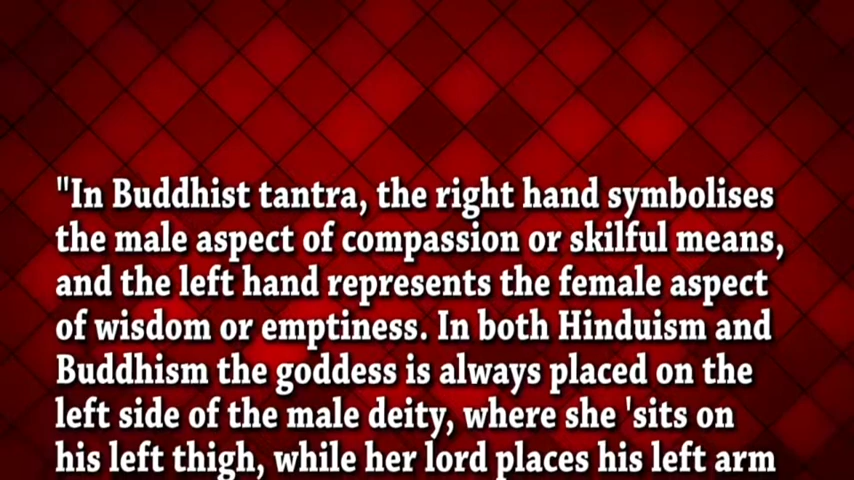 "In Buddhist tantra, the right hand symbolises
the male aspect of compassion or skilful means,
and the left hand represents the female aspect
of wisdom or emptiness. In both Hinduism and
Buddhism the goddess is always placed on the
left side of the male deity, where she 'sits on
his left thigh, while her lord places his left arm